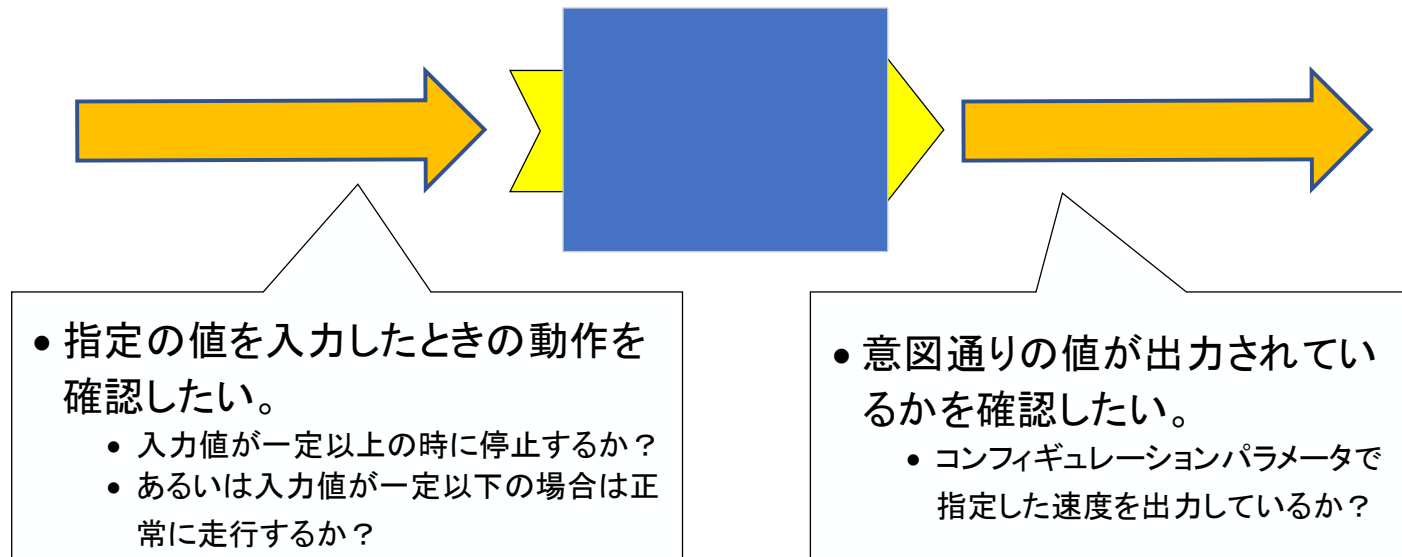 • 指定の値を入力したときの動作を
確認したい。
• 入力値が一定以上の時に停止するか？
• あるいは入力値が一定以下の場合は正
常に走行するか？
• 意図通りの値が出力されてい
るかを確認したい。
• コンフィギュレーションパラメータで
指定した速度を出力しているか？